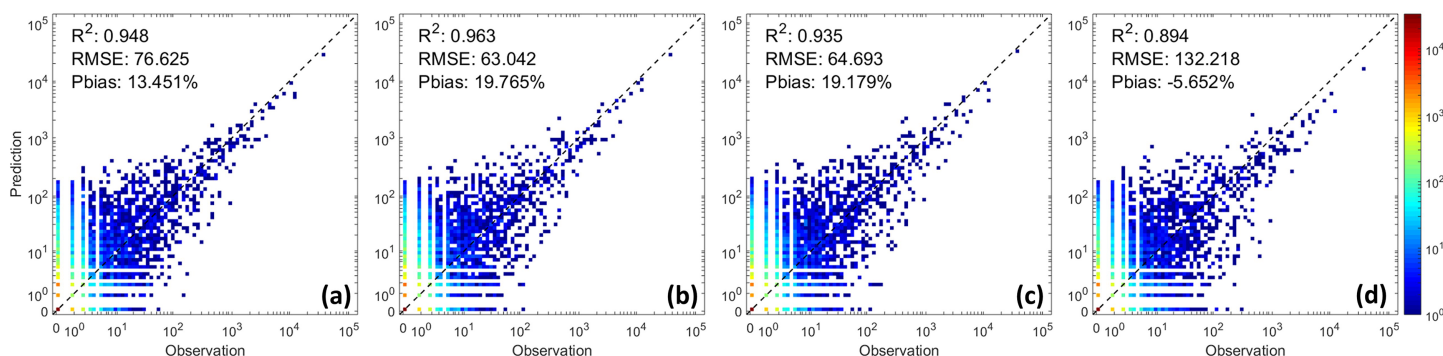 R²: 0.948
RMSE: 76.625
Pbias: 13.451%
(a)
Prediction
10⁵
10⁴
10³
10²
10¹
10⁰
0
0 10⁰ 10¹ 10² 10³ 10⁴ 10⁵
Observation
R²: 0.963
RMSE: 63.042
Pbias: 19.765%
(b)
10⁵
10⁴
10³
10²
10¹
10⁰
0
0 10⁰ 10¹ 10² 10³ 10⁴ 10⁵
Observation
R²: 0.935
RMSE: 64.693
Pbias: 19.179%
(c)
10⁵
10⁴
10³
10²
10¹
10⁰
0
0 10⁰ 10¹ 10² 10³ 10⁴ 10⁵
Observation
R²: 0.894
RMSE: 132.218
Pbias: -5.652%
(d)
10⁵
10⁴
10³
10²
10¹
10⁰
0
0 10⁰ 10¹ 10² 10³ 10⁴ 10⁵
Observation
10⁴
10³
10²
10¹
10⁰